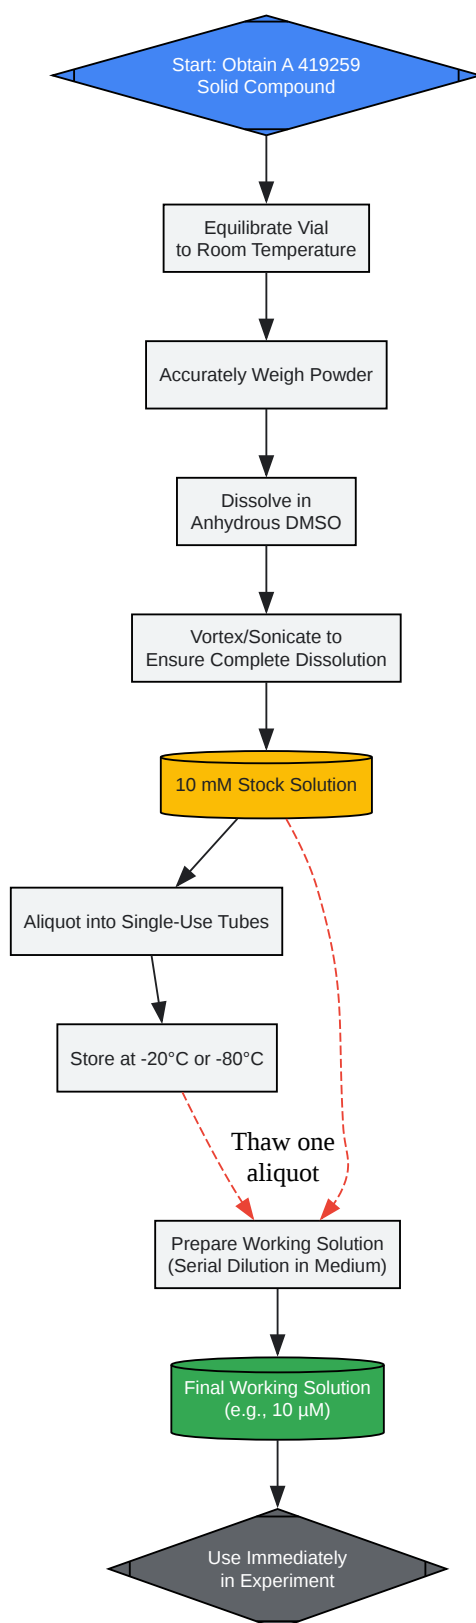 Start: Obtain A 419259
Solid Compound
Equilibrate Vial
to Room Temperature
Accurately Weigh Powder
Dissolve in
Anhydrous DMSO
Vortex/Sonicate to
Ensure Complete Dissolution
10 mM Stock Solution
Aliquot into Single-Use Tubes
Store at -20°C or -80°C
Thaw one
aliquot
Prepare Working Solution
(Serial Dilution in Medium)
Final Working Solution
(e.g., 10 µM)
Use Immediately
in Experiment